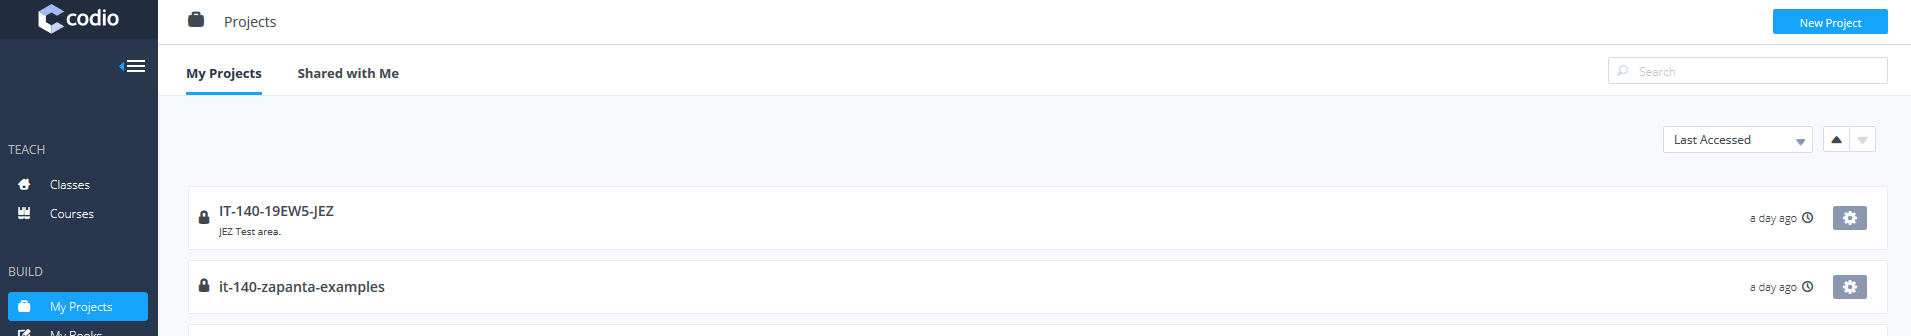 codio
Projects
New Project
My Projects
Shared with Me
Search
TEACH
Last Accessed
Classes
Courses
IT-140-19EW5-JEZ
JEZ Test area.
a day ago
BUILD
it-140-zapanta-examples
a day ago
My Projects
My Books